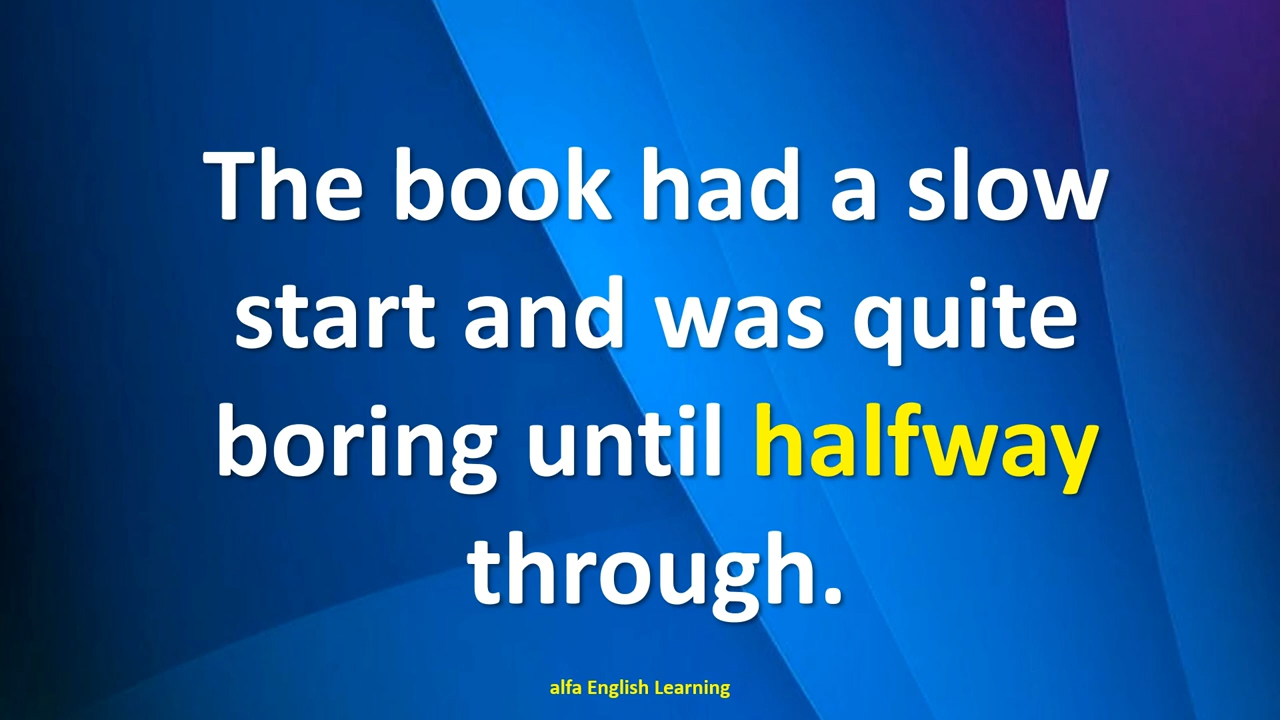 The book had a slow
start and was quite
boring until halfway
through.
alfa English Learning